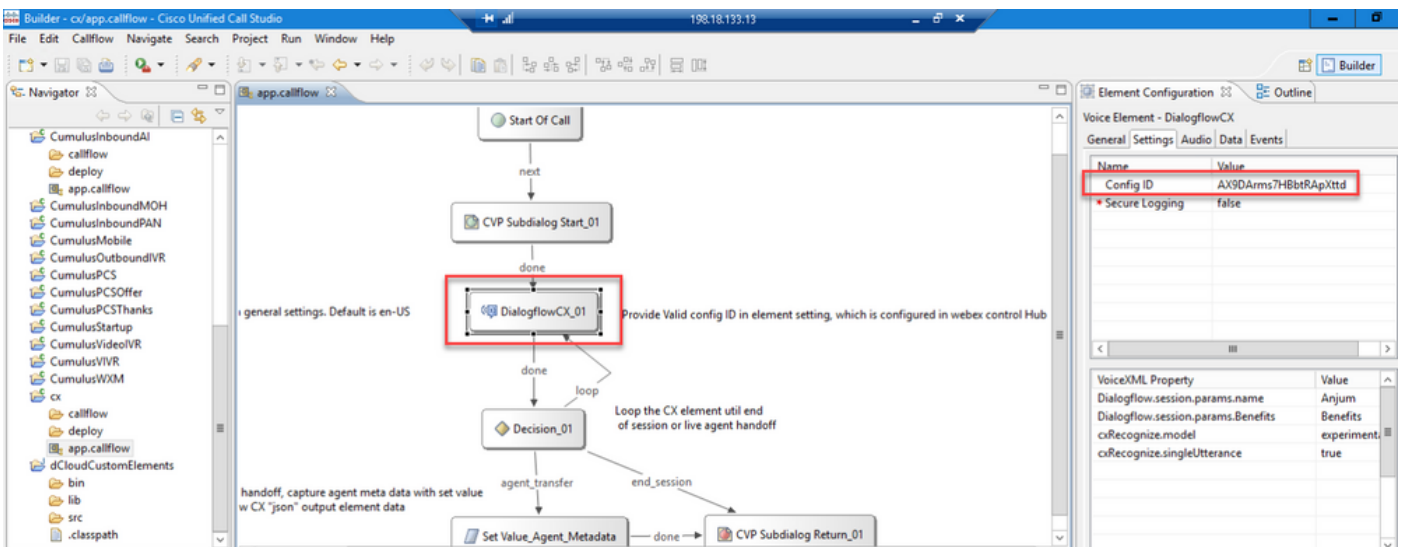 Builder - cx/app.callflow - Cisco Unified Call Studio
198.18.133.13
File Edit Callflow Navigate Search Project Run Window Help
Builder
Navigator
app.callflow
Element Configuration
Outline
CumulusInboundAI
callflow
deploy
app.callflow
CumulusInboundMOH
CumulusInboundPAN
CumulusMobile
CumulusOutboundIVR
CumulusPCS
CumulusPCSOffer
CumulusPCSThanks
CumulusStartup
CumulusVideoIVR
CumulusVIVR
CumulusWXM
cx
callflow
deploy
app.callflow
dCloudCustomElements
bin
lib
src
.classpath
Start Of Call
next
CVP Subdialog Start_01
done
general settings. Default is en-US
DialogflowCX_01
Provide Valid config ID in element setting, which is configured in webex control Hub
done
loop
Decision_01
Loop the CX element util end
of session or live agent handoff
agent_transfer
end_session
handoff, capture agent meta data with set value
w CX "json" output element data
Set Value_Agent_Metadata
done
CVP Subdialog Return_01
Voice Element - DialogflowCX
General Settings Audio Data Events
Name Value
Config ID AX9DArms7HBbtRApXttd
* Secure Logging false
VoiceXML Property Value
Dialogflow.session.params.name Anjum
Dialogflow.session.params.Benefits Benefits
cxRecognize.model experiment
cxRecognize.singleUtterance true